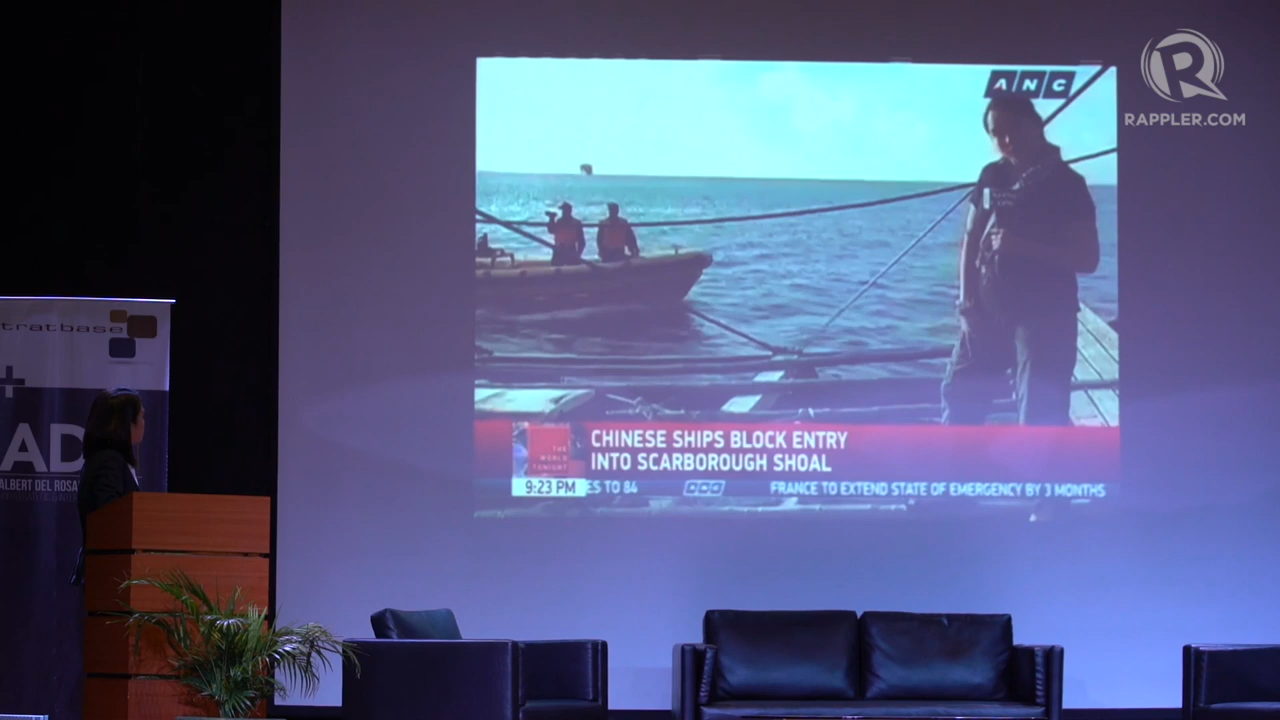 RAPPLER.COM
ANC
tratbase
AD
ALBERT DEL ROSA
THE
WORLD
TONIGHT
CHINESE SHIPS BLOCK ENTRY
INTO SCARBOROUGH SHOAL
9:23 PM
ES TO 84
FRANCE TO EXTEND STATE OF EMERGENCY BY 3 MONTHS